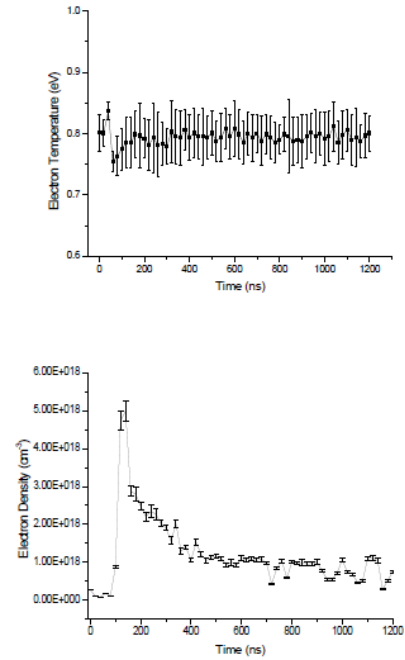 1.0
0.9
0.8
0.7
0.6
Electron Temperature (eV)
0 200 400 600 800 1000 1200
Time (ns)
6.00E+018
5.00E+018
4.00E+018
3.00E+018
2.00E+018
1.00E+018
0.00E+000
Electron Density (cm⁻³)
0 200 400 600 800 1000 1200
Time (ns)